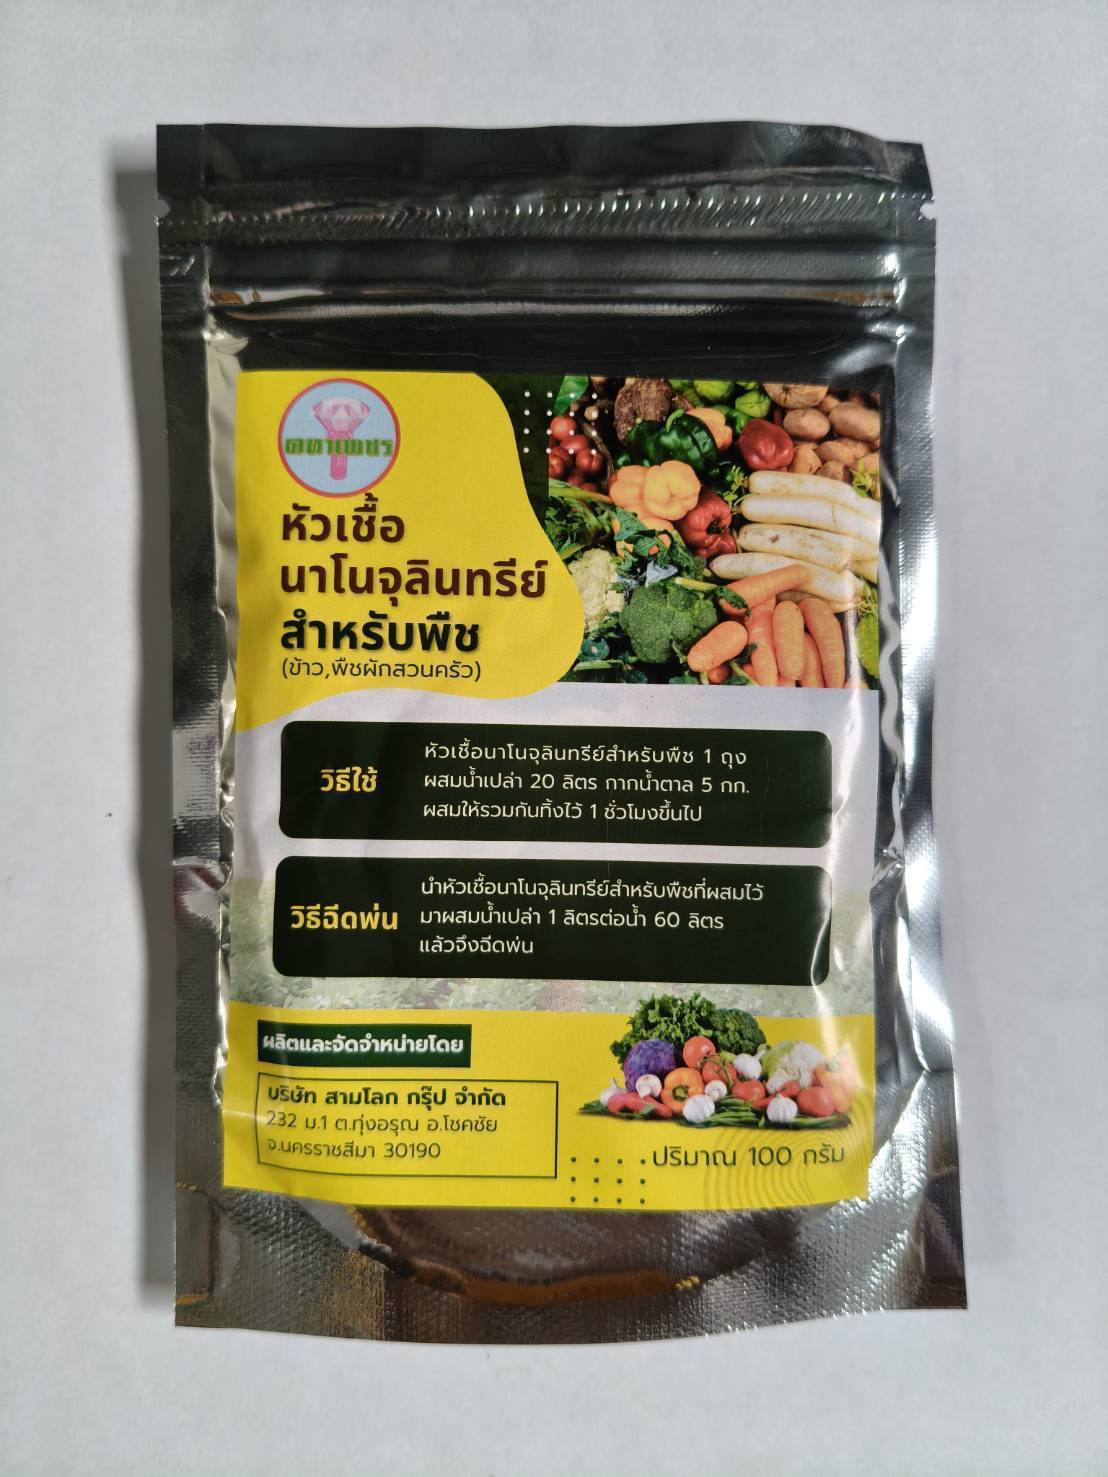 คทาเพชร
หัวเชื้อ
นาโนจุลินทรีย์
สำหรับพืช
(ข้าว,พืชผักสวนครัว)
วิธีใช้
หัวเชื้อนาโนจุลินทรีย์สำหรับพืช 1 ถุง
ผสมน้ำเปล่า 20 ลิตร กากน้ำตาล 5 กก.
ผสมให้รวมกันทิ้งไว้ 1 ชั่วโมงขึ้นไป
วิธีฉีดพ่น
นำหัวเชื้อนาโนจุลินทรีย์สำหรับพืชที่ผสมไว้
มาผสมน้ำเปล่า 1 ลิตรต่อน้ำ 60 ลิตร
แล้วจึงฉีดพ่น
ผลิตและจัดจำหน่ายโดย
บริษัท สามโลก กรุ๊ป จำกัด
232 ม.1 ต.ทุ่งอรุณ อ.โชคชัย
จ.นครราชสีมา 30190
ปริมาณ 100 กรัม